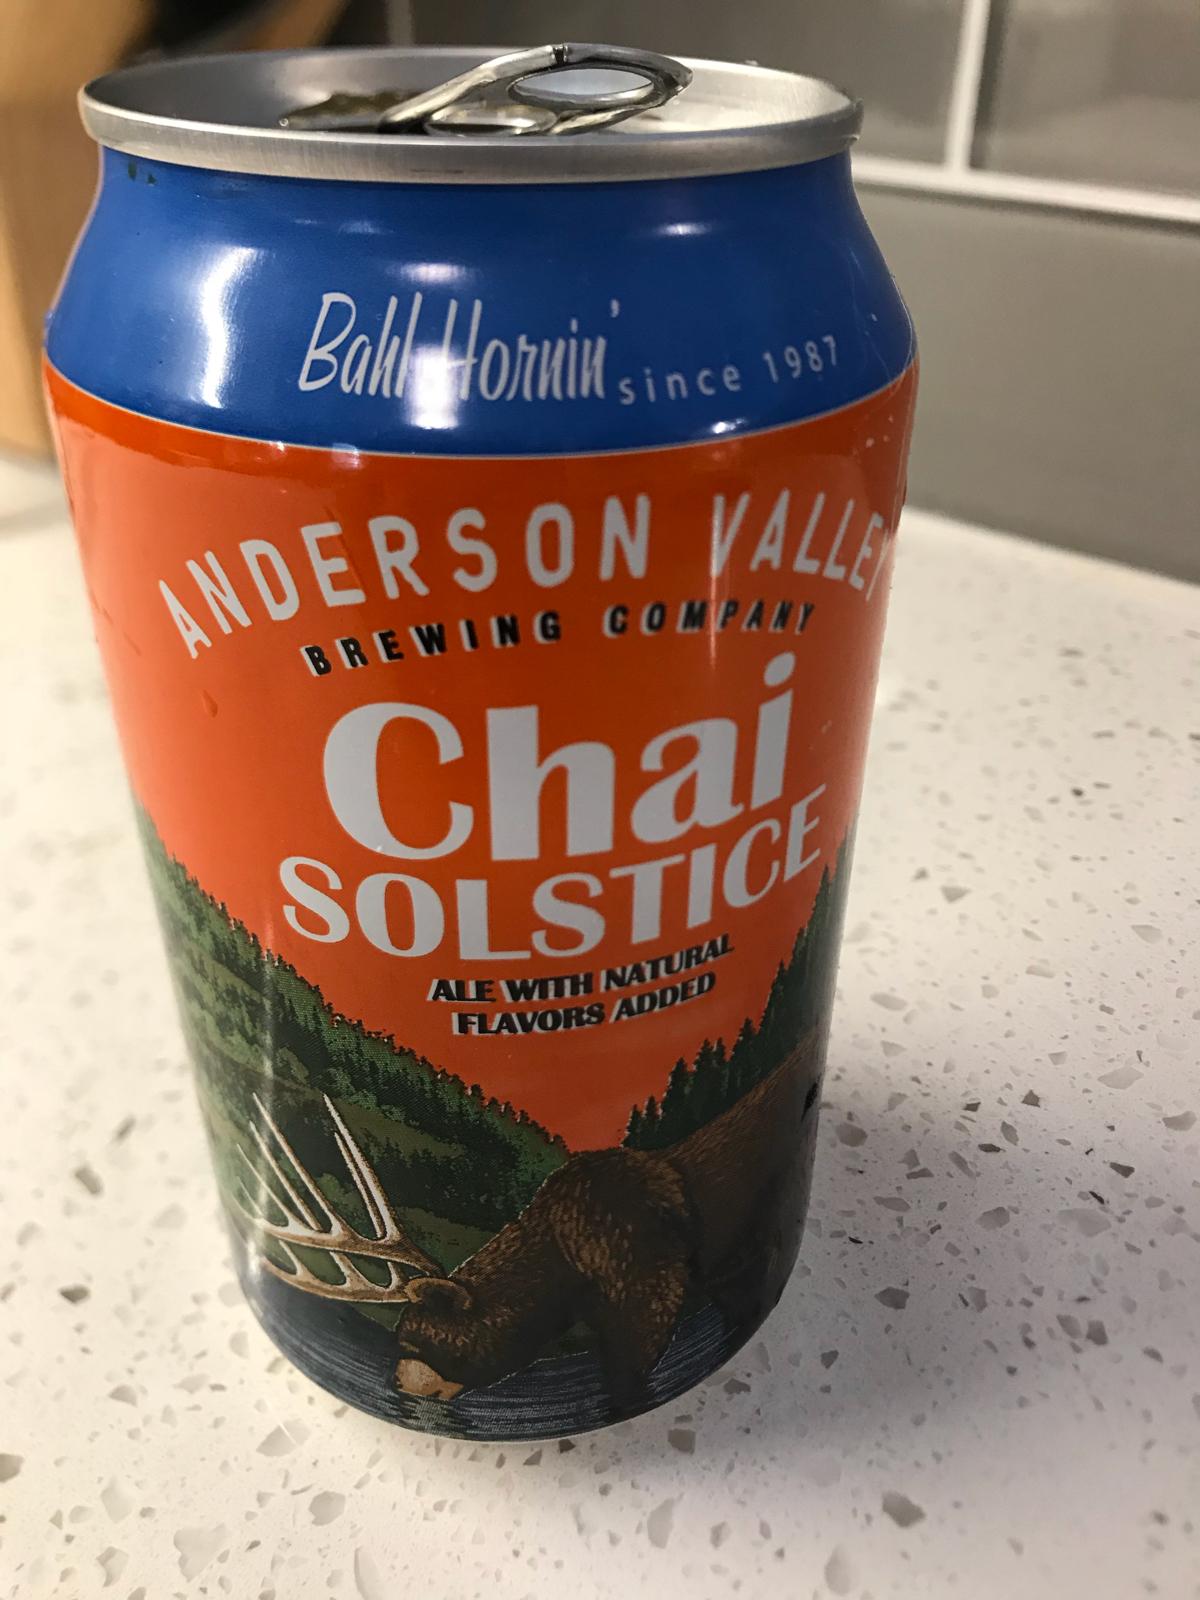 Bahl Hornin' since 1987
ANDERSON VALLEY
BREWING COMPANY
Chai
SOLSTICE
ALE WITH NATURAL
FLAVORS ADDED